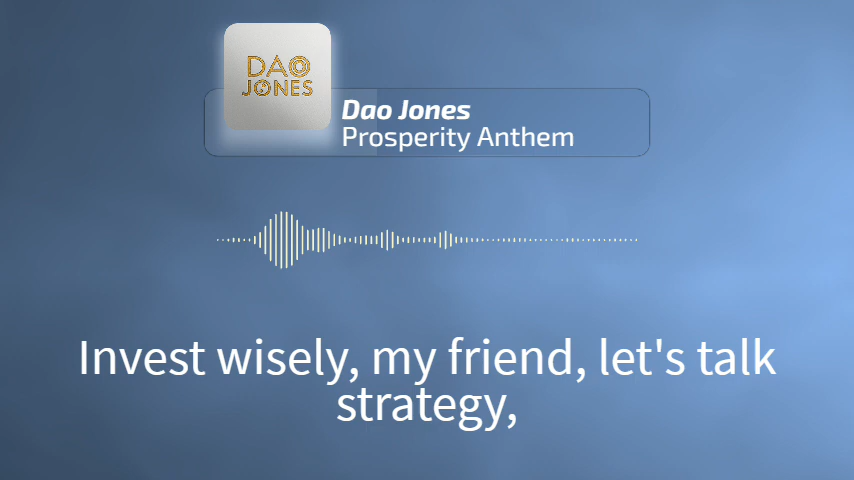 DAO
JONES
Dao Jones
Prosperity Anthem
Invest wisely, my friend, let's talk
strategy,